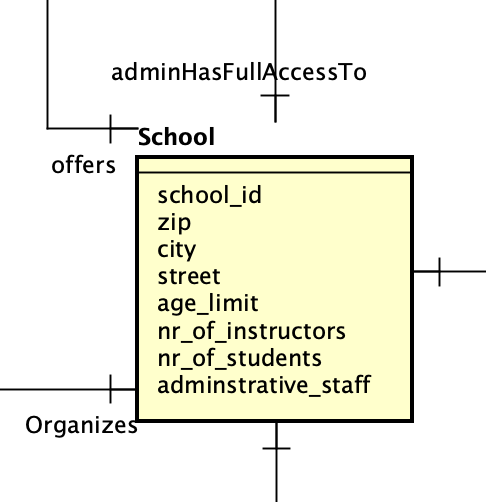 adminHasFullAccessTo
School
offers
school_id
zip
city
street
age_limit
nr_of_instructors
nr_of_students
adminstrative_staff
Organizes